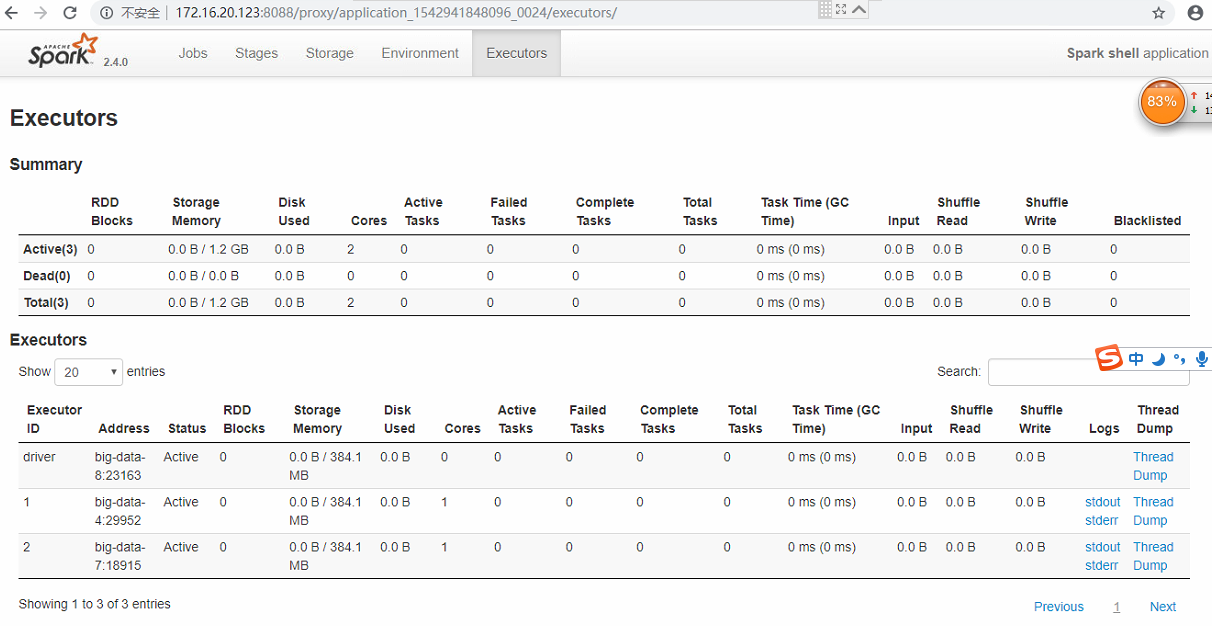 不安全 172.16.20.123:8088/proxy/application_1542941848096_0024/executors/
APACHE Spark 2.4.0 Jobs Stages Storage Environment Executors Spark shell application
83%
Executors
Summary
RDD Blocks Storage Memory Disk Used Cores Active Tasks Failed Tasks Complete Tasks Total Tasks Task Time (GC Time) Input Shuffle Read Shuffle Write Blacklisted
Active(3) 0 0.0 B / 1.2 GB 0.0 B 2 0 0 0 0 0 ms (0 ms) 0.0 B 0.0 B 0.0 B 0
Dead(0) 0 0.0 B / 0.0 B 0.0 B 0 0 0 0 0 0 ms (0 ms) 0.0 B 0.0 B 0.0 B 0
Total(3) 0 0.0 B / 1.2 GB 0.0 B 2 0 0 0 0 0 ms (0 ms) 0.0 B 0.0 B 0.0 B 0
Executors
Show 20 entries Search:
中
Executor ID Address Status RDD Blocks Storage Memory Disk Used Cores Active Tasks Failed Tasks Complete Tasks Total Tasks Task Time (GC Time) Input Shuffle Read Shuffle Write Logs Thread Dump
driver big-data-8:23163 Active 0 0.0 B / 384.1 MB 0.0 B 0 0 0 0 0 0 ms (0 ms) 0.0 B 0.0 B 0.0 B Thread Dump
1 big-data-4:29952 Active 0 0.0 B / 384.1 MB 0.0 B 1 0 0 0 0 0 ms (0 ms) 0.0 B 0.0 B 0.0 B stdout stderr Thread Dump
2 big-data-7:18915 Active 0 0.0 B / 384.1 MB 0.0 B 1 0 0 0 0 0 ms (0 ms) 0.0 B 0.0 B 0.0 B stdout stderr Thread Dump
Showing 1 to 3 of 3 entries Previous 1 Next